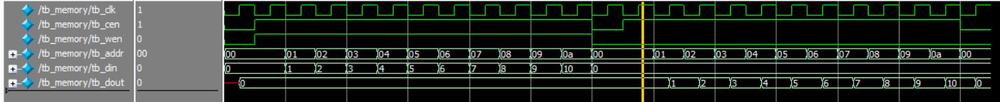 /tb_memory/tb_clk 1
/tb_memory/tb_cen 1
/tb_memory/tb_wen 0
/tb_memory/tb_addr 00 00 01 02 03 04 05 06 07 08 09 0a 00 01 02 03 04 05 06 07 08 09 0a 00
/tb_memory/tb_din 0 0 1 2 3 4 5 6 7 8 9 10 0
/tb_memory/tb_dout 0 0 1 2 3 4 5 6 7 8 9 10 0